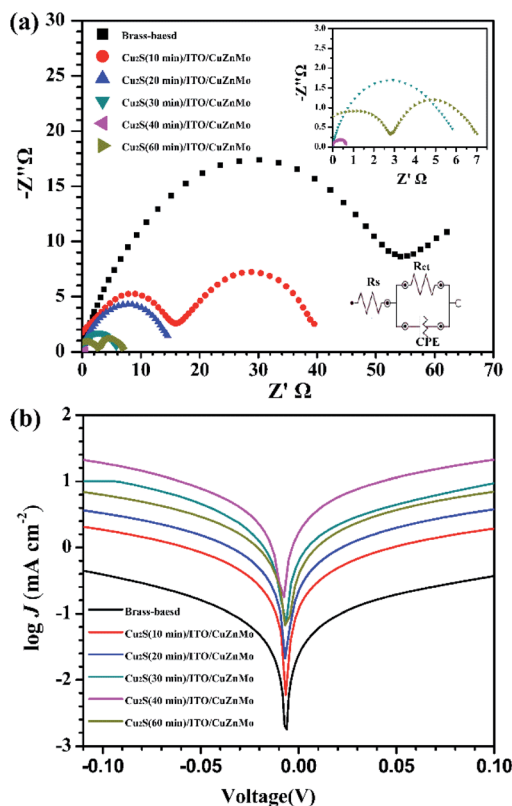 (a)
30
25
20
15
10
5
0
-Z''Ω
Brass-baesd
Cu2S(10 min)/ITO/CuZnMo
Cu2S(20 min)/ITO/CuZnMo
Cu2S(30 min)/ITO/CuZnMo
Cu2S(40 min)/ITO/CuZnMo
Cu2S(60 min)/ITO/CuZnMo
3.0
2.5
2.0
1.5
1.0
0.5
0.0
-Z''Ω
0 1 2 3 4 5 6 7
Z' Ω
Rs
Rct
CPE
0 10 20 30 40 50 60 70
Z' Ω
(b)
2
1
0
-1
-2
-3
log J (mA cm-2)
Brass-baesd
Cu2S(10 min)/ITO/CuZnMo
Cu2S(20 min)/ITO/CuZnMo
Cu2S(30 min)/ITO/CuZnMo
Cu2S(40 min)/ITO/CuZnMo
Cu2S(60 min)/ITO/CuZnMo
-0.10 -0.05 0.00 0.05 0.10
Voltage(V)